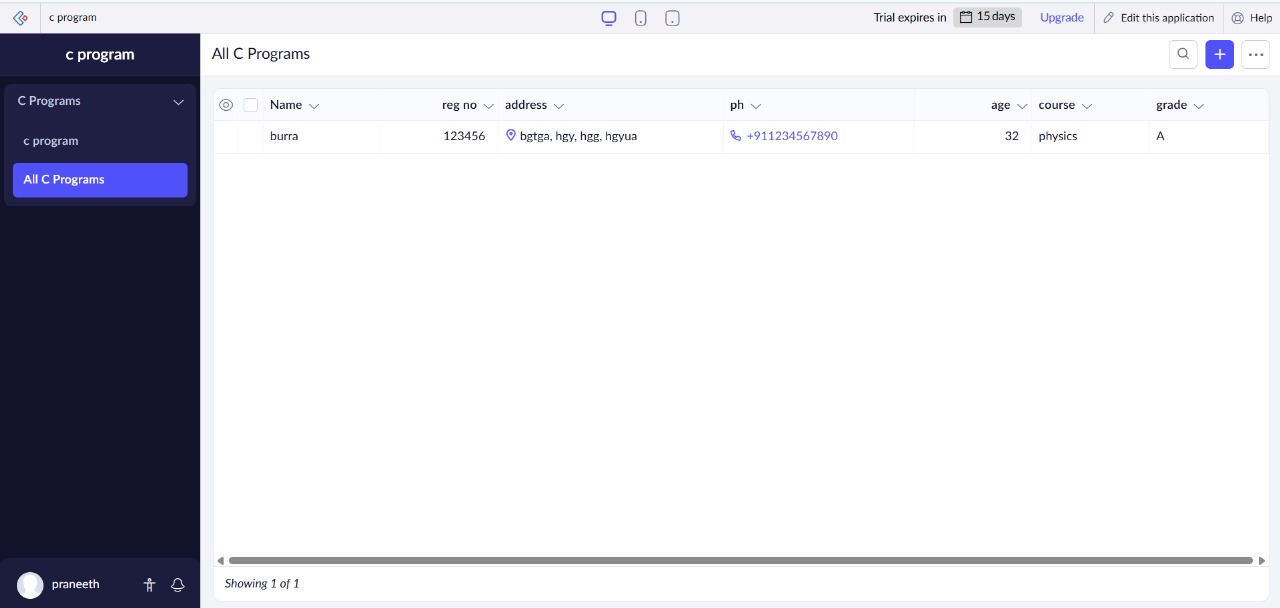 c program
Trial expires in 15 days Upgrade Edit this application Help
c program
C Programs
c program
All C Programs
All C Programs
Name reg no address ph age course grade
burra 123456 bgtga, hgy, hgg, hgyua +911234567890 32 physics A
Showing 1 of 1
praneeth